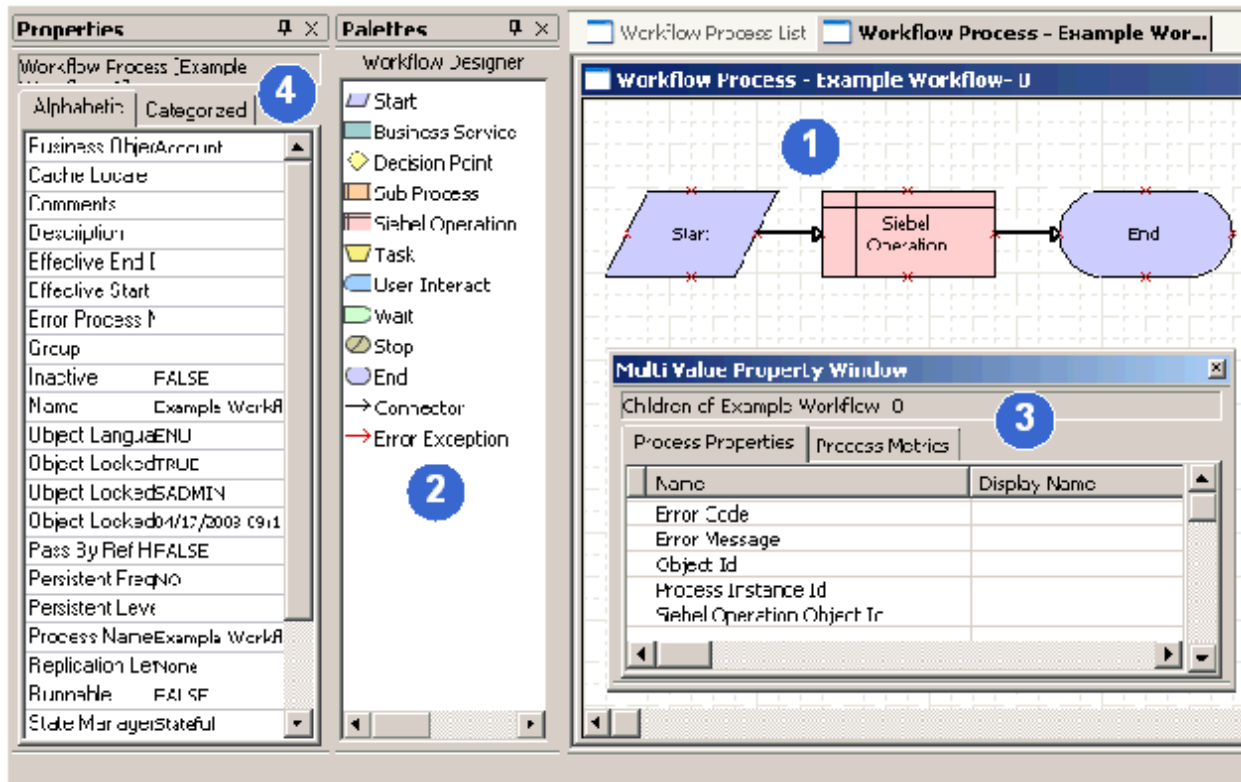 Properties
Workflow Process [Example
4
Alphabetic Categorized
Business Obje Account
Cache Locale
Comments
Description
Effective End D
Effective Start
Error Process N
Group
Inactive FALSE
Name Example Workfl
Object Langua ENU
Object Locked TRUE
Object Locked SADMIN
Object Locked 04/17/2003 09:1
Pass By Ref H FALSE
Persistent Freq NO
Persistent Leve
Process Name Example Workfl
Replication Lev None
Runnable FALSE
State Manager Stateful
Palettes
Workflow Designer
Start
Business Service
Decision Point
Sub Process
Siebel Operation
Task
User Interact
Wait
Stop
End
Connector
Error Exception
2
Workflow Process List Workflow Process - Example Wor...
Workflow Process - Example Workflow- 0
1
Start
Siebel
Operation
End
Multi Value Property Window
Children of Example Workflow 0
3
Process Properties Process Metrics
Name Display Name
Error Code
Error Message
Object Id
Process Instance Id
Siebel Operation Object Id